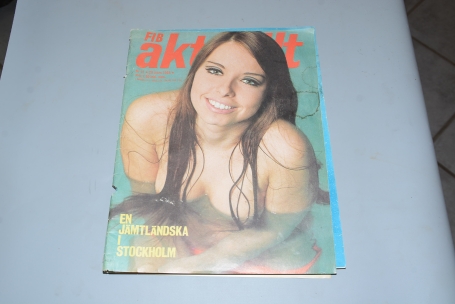 FIB
aktuellt
EN
JÄMTLÄNDSKA
I
STOCKHOLM